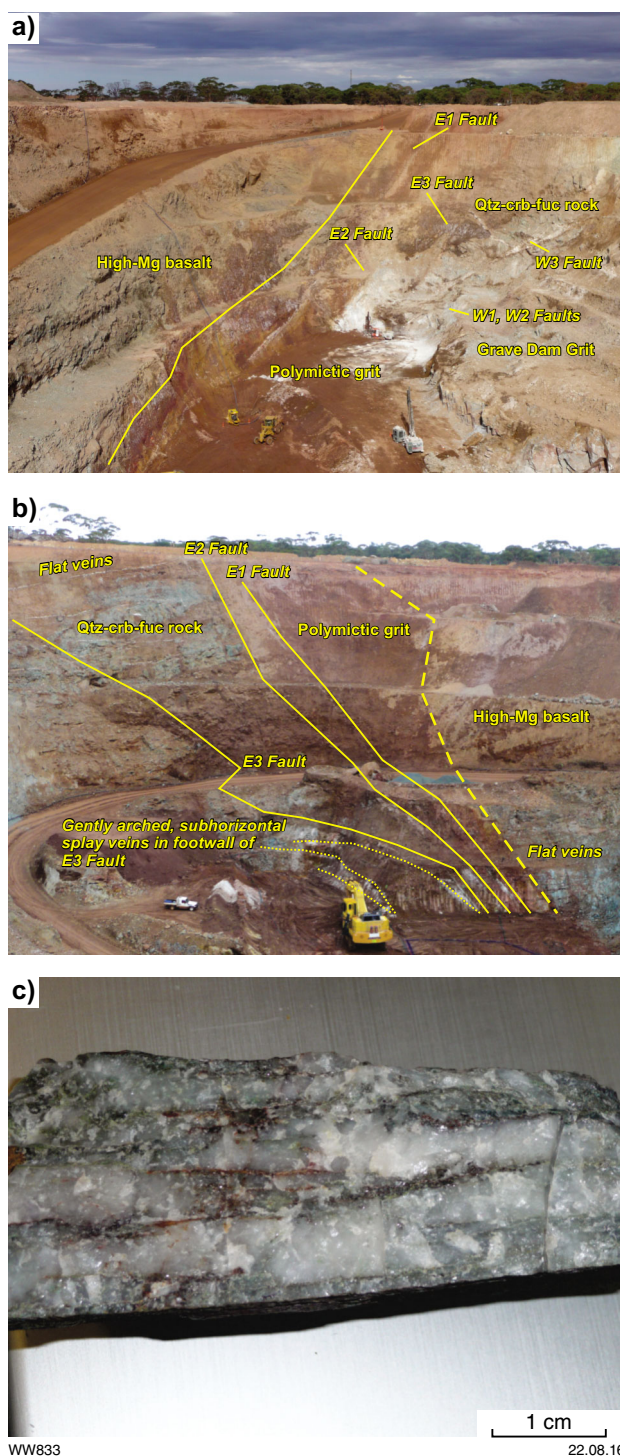 a)
E1 Fault
E3 Fault
Qtz-crb-fuc rock
E2 Fault
High-Mg basalt
W3 Fault
W1, W2 Faults
Grave Dam Grit
Polymictic grit
b)
E2 Fault
Flat veins
E1 Fault
Qtz-crb-fuc rock
Polymictic grit
High-Mg basalt
E3 Fault
Gently arched, subhorizontal
splay veins in footwall of
E3 Fault
Flat veins
c)
1 cm
WW833
22.08.16